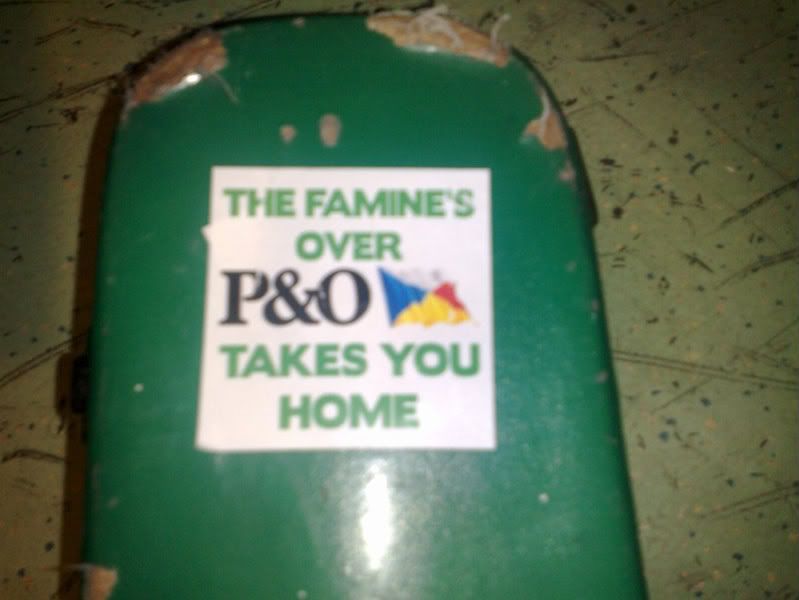 THE FAMINE'S
OVER
P&O
TAKES YOU
HOME